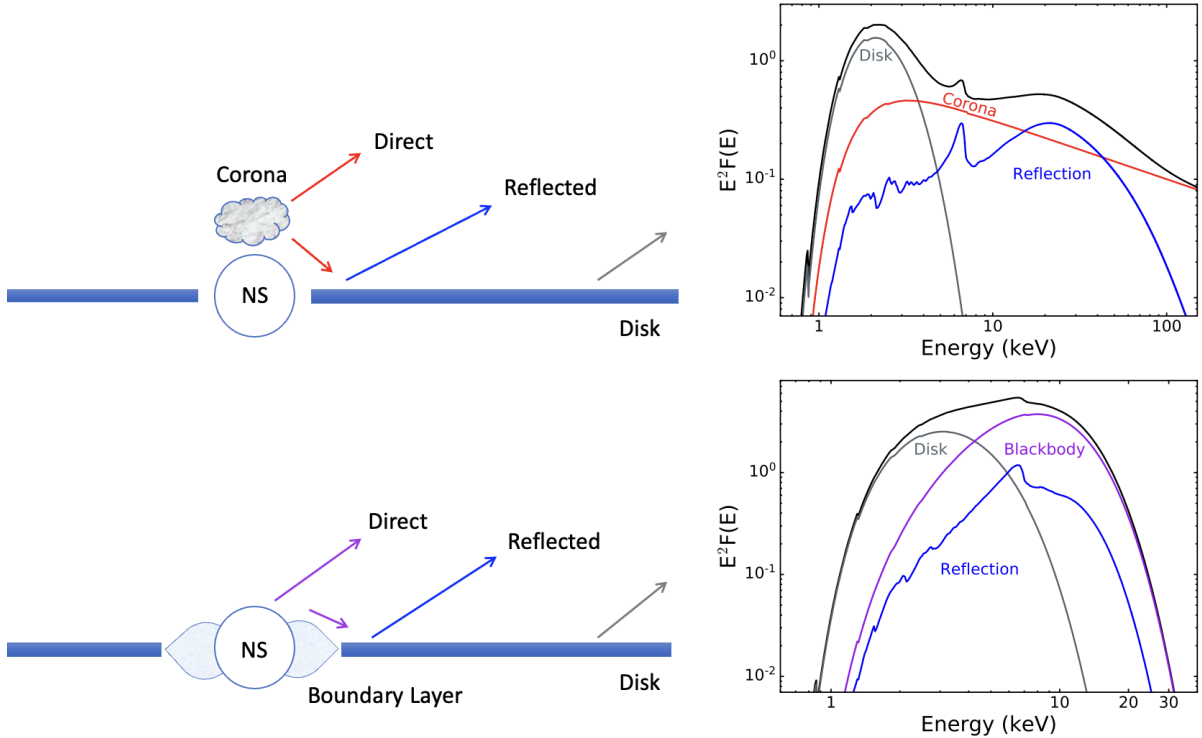 Corona
Direct
Reflected
NS
Disk
E²F(E)
10⁰
10⁻¹
10⁻²
Disk
Corona
Reflection
1
10
100
Energy (keV)
Direct
Reflected
NS
Boundary Layer
Disk
E²F(E)
10⁰
10⁻¹
10⁻²
Disk
Blackbody
Reflection
1
10
20
30
Energy (keV)